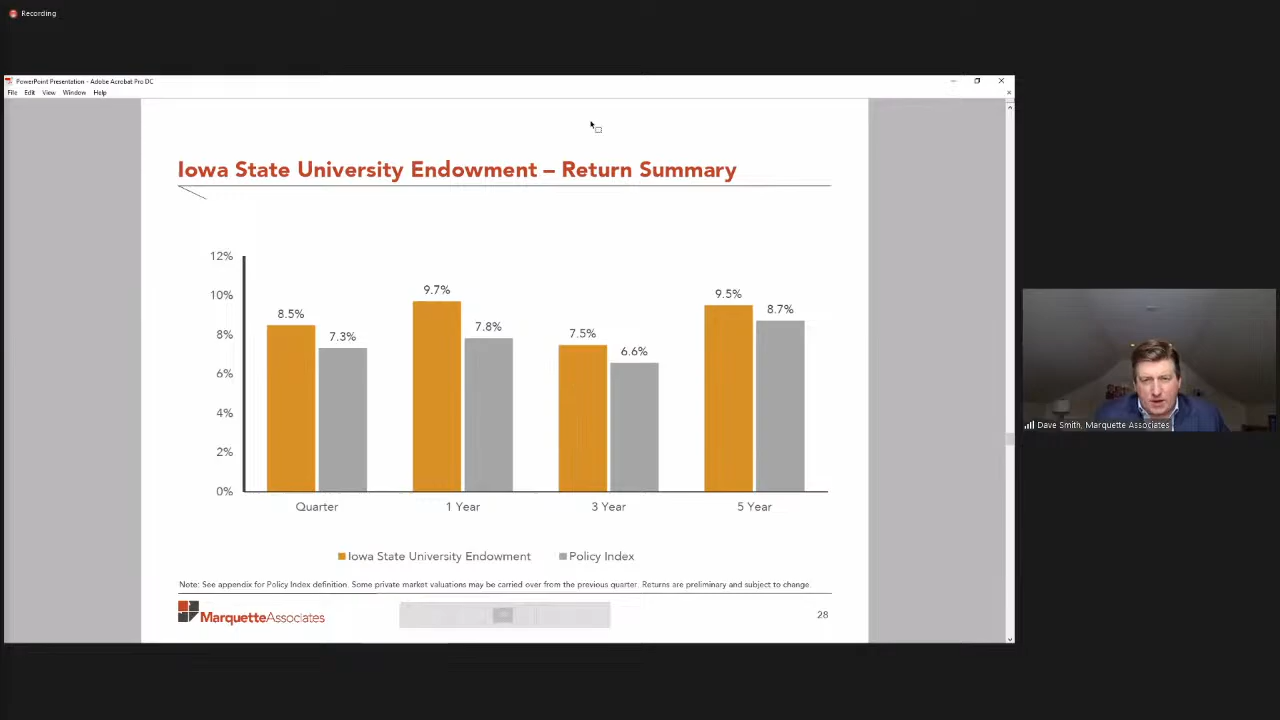 Recording
PowerPoint Presentation - Adobe Acrobat Pro DC
File Edit View Window Help
Iowa State University Endowment – Return Summary
12%
10%
8%
6%
4%
2%
0%
8.5%
7.3%
9.7%
7.8%
7.5%
6.6%
9.5%
8.7%
Quarter 1 Year 3 Year 5 Year
Iowa State University Endowment Policy Index
Note: See appendix for Policy Index definition. Some private market valuations may be carried over from the previous quarter. Returns are preliminary and subject to change.
MarquetteAssociates
28
Dave Smith, Marquette Associates